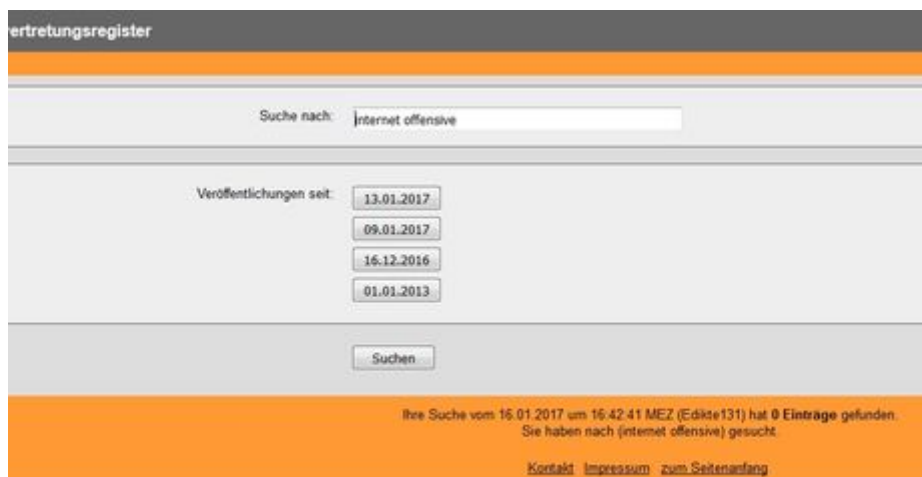 ertretungsregister
Suche nach: internet offensive
Veröffentlichungen seit: 13.01.2017
09.01.2017
16.12.2016
01.01.2013
Suchen
Ihre Suche vom 16.01.2017 um 16:42:41 MEZ (Edikte131) hat 0 Einträge gefunden.
Sie haben nach (internet offensive) gesucht.
Kontakt Impressum zum Seitenanfang